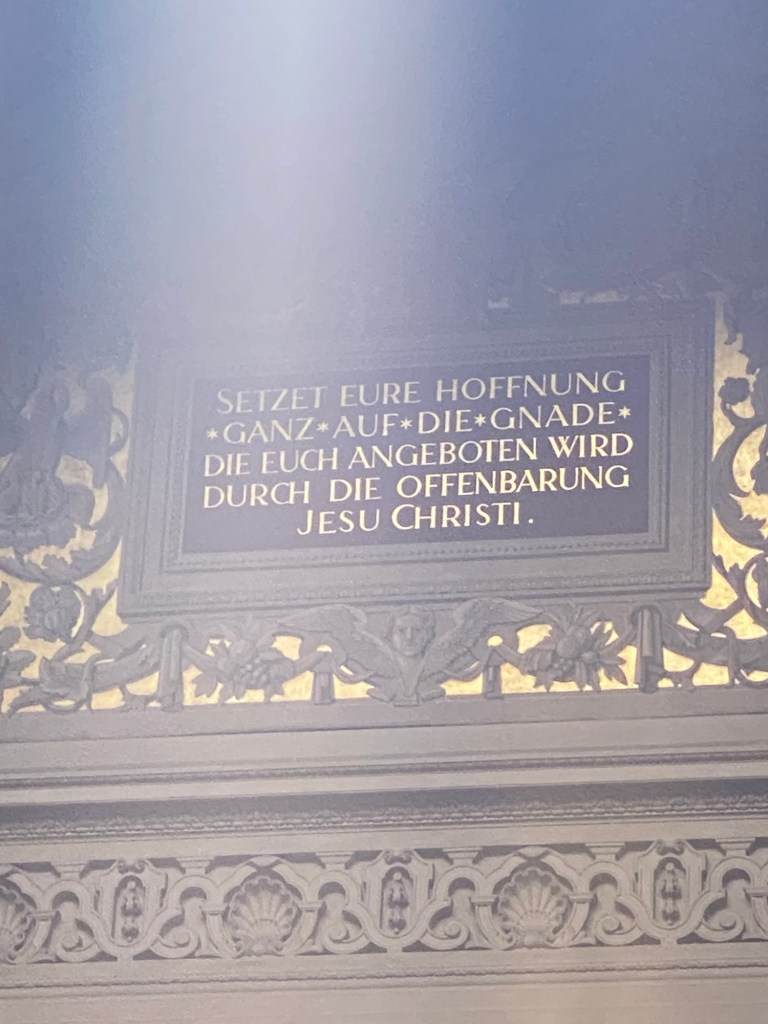 SETZET EURE HOFFNUNG
*GANZ*AUF*DIE*GNADE*
DIE EUCH ANGEBOTEN WIRD
DURCH DIE OFFENBARUNG
JESU CHRISTI.